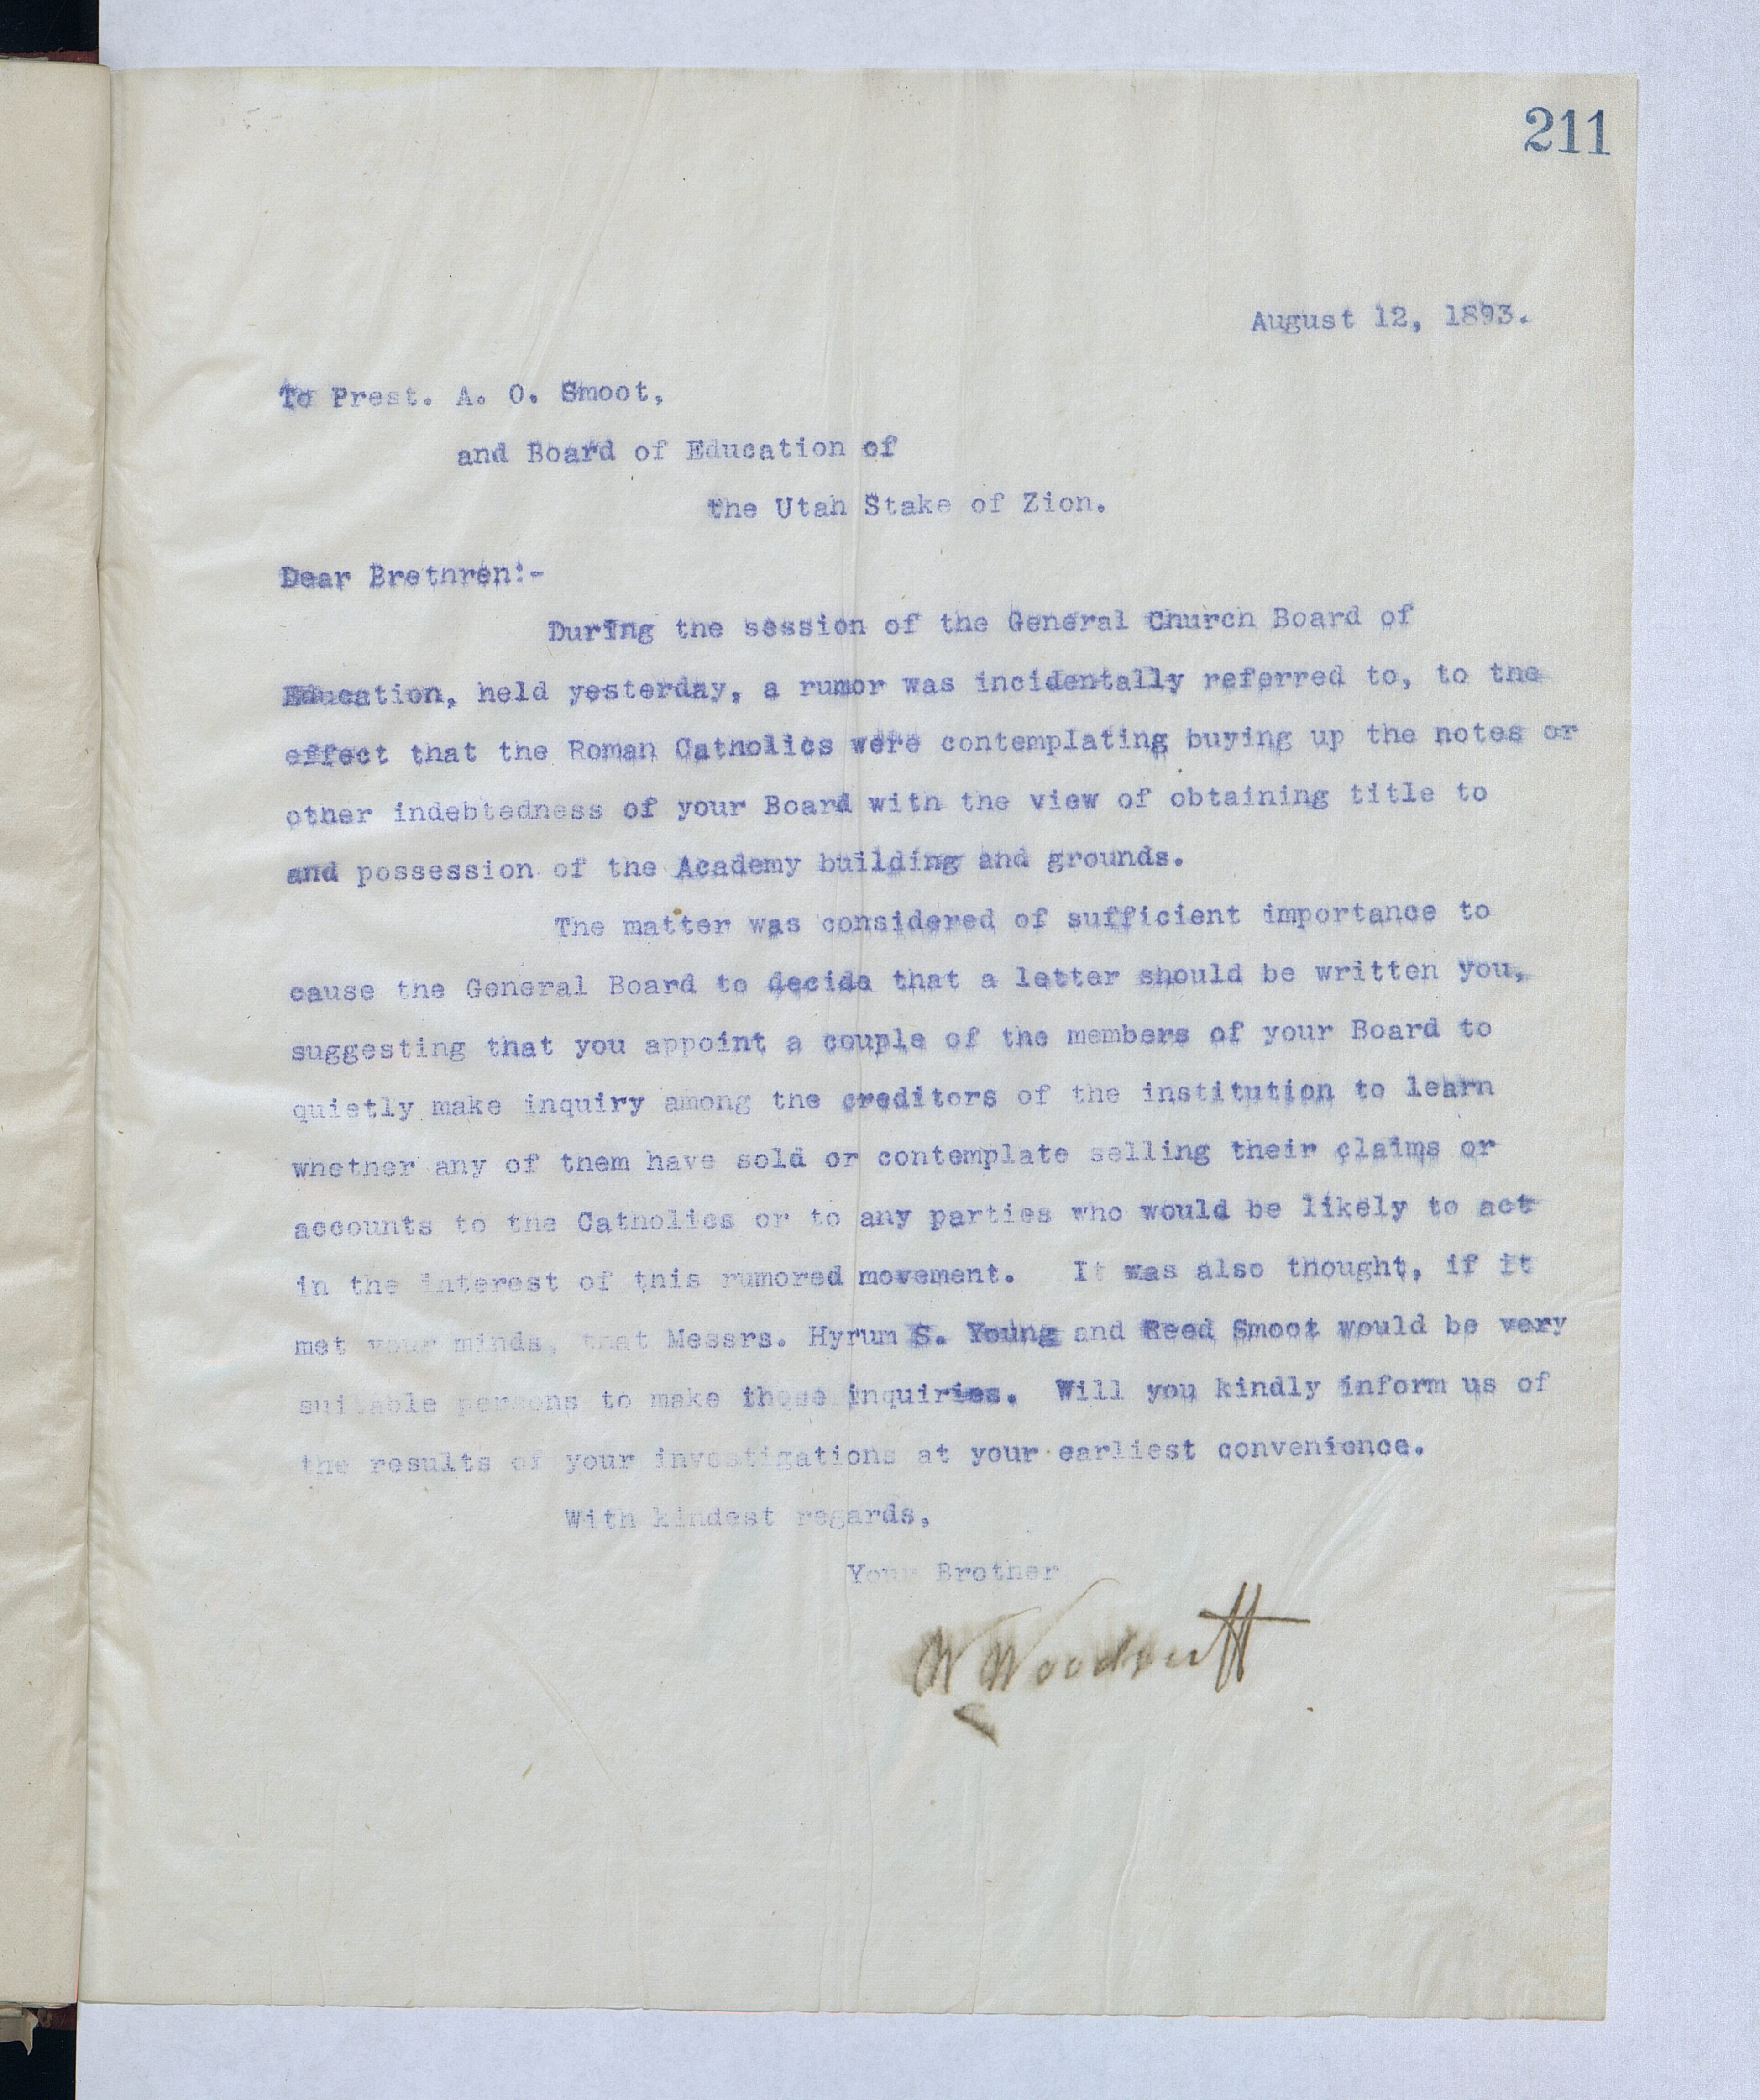 211
August 12, 1893.
To Prest. A. O. Smoot,
and Board of Education of
the Utah Stake of Zion.
Dear Brethren:-
During the session of the General Church Board of
Education, held yesterday, a rumor was incidentally referred to, to the
effect that the Roman Catholics were contemplating buying up the notes or
other indebtedness of your Board with the view of obtaining title to
and possession of the Academy building and grounds.
The matter was considered of sufficient importance to
cause the General Board to decide that a letter should be written you,
suggesting that you appoint a couple of the members of your Board to
quietly make inquiry among the creditors of the institution to learn
whether any of them have sold or contemplate selling their claims or
accounts to the Catholics or to any parties who would be likely to act
in the interest of this rumored movement. It was also thought, if it
met your minds, that Messrs. Hyrum S. Young and Reed Smoot would be very
suitable persons to make these inquiries. Will you kindly inform us of
the results of your investigations at your earliest convenience.
With kindest regards,
Your Brother
W Woodruff